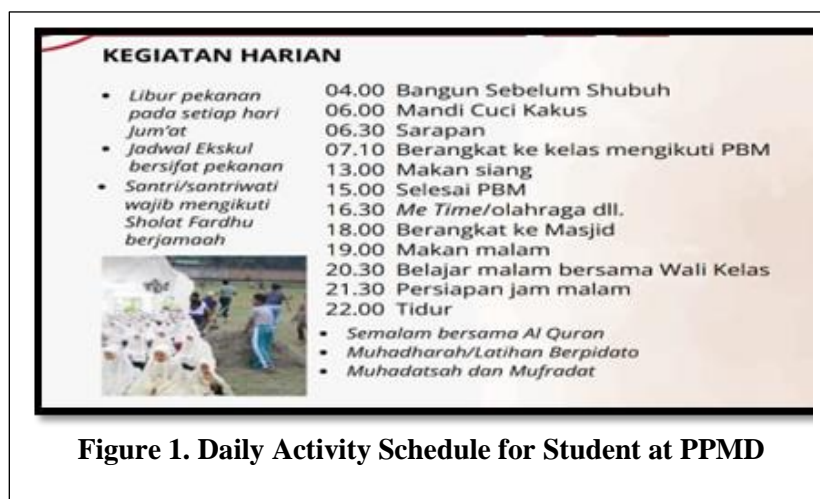 KEGIATAN HARIAN
• Libur pekanan
pada setiap hari
Jum'at
• Jadwal Ekskul
bersifat pekanan
• Santri/santriwati
wajib mengikuti
Sholat Fardhu
berjamaah
04.00 Bangun Sebelum Shubuh
06.00 Mandi Cuci Kakus
06.30 Sarapan
07.10 Berangkat ke kelas mengikuti PBM
13.00 Makan siang
15.00 Selesai PBM
16.30 Me Time/olahraga dll.
18.00 Berangkat ke Masjid
19.00 Makan malam
20.30 Belajar malam bersama Wali Kelas
21.30 Persiapan jam malam
22.00 Tidur
• Semalam bersama Al Quran
• Muhadharah/Latihan Berpidato
• Muhadatsah dan Mufradat
Figure 1. Daily Activity Schedule for Student at PPMD